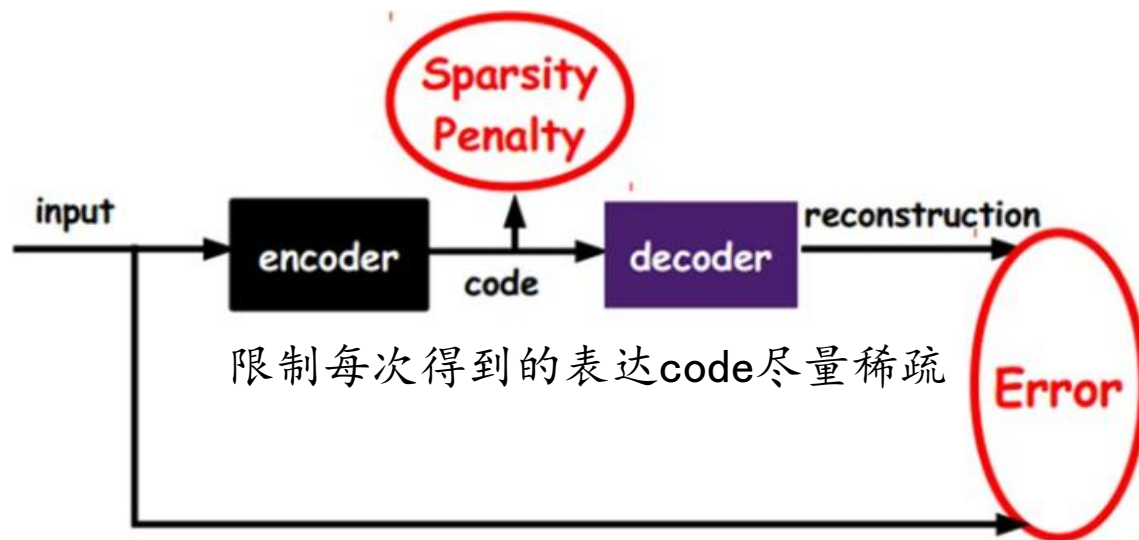 Sparsity
Penalty
input
encoder
code
decoder
reconstruction
限制每次得到的表达code尽量稀疏
Error